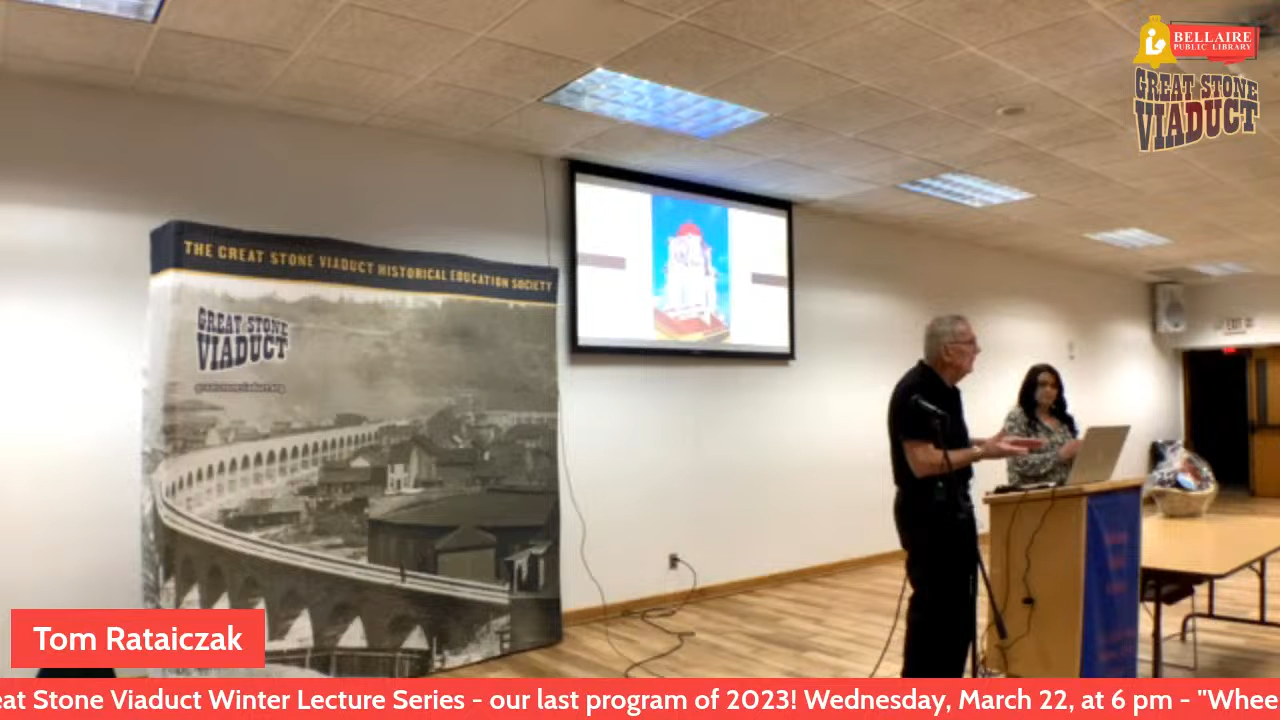 BELLAIRE
PUBLIC LIBRARY
GREAT STONE
VIADUCT
THE GREAT STONE VIADUCT HISTORICAL EDUCATION SOCIETY
GREAT STONE
VIADUCT
EXIT
Tom Rataiczak
eat Stone Viaduct Winter Lecture Series - our last program of 2023! Wednesday, March 22, at 6 pm - "Whee